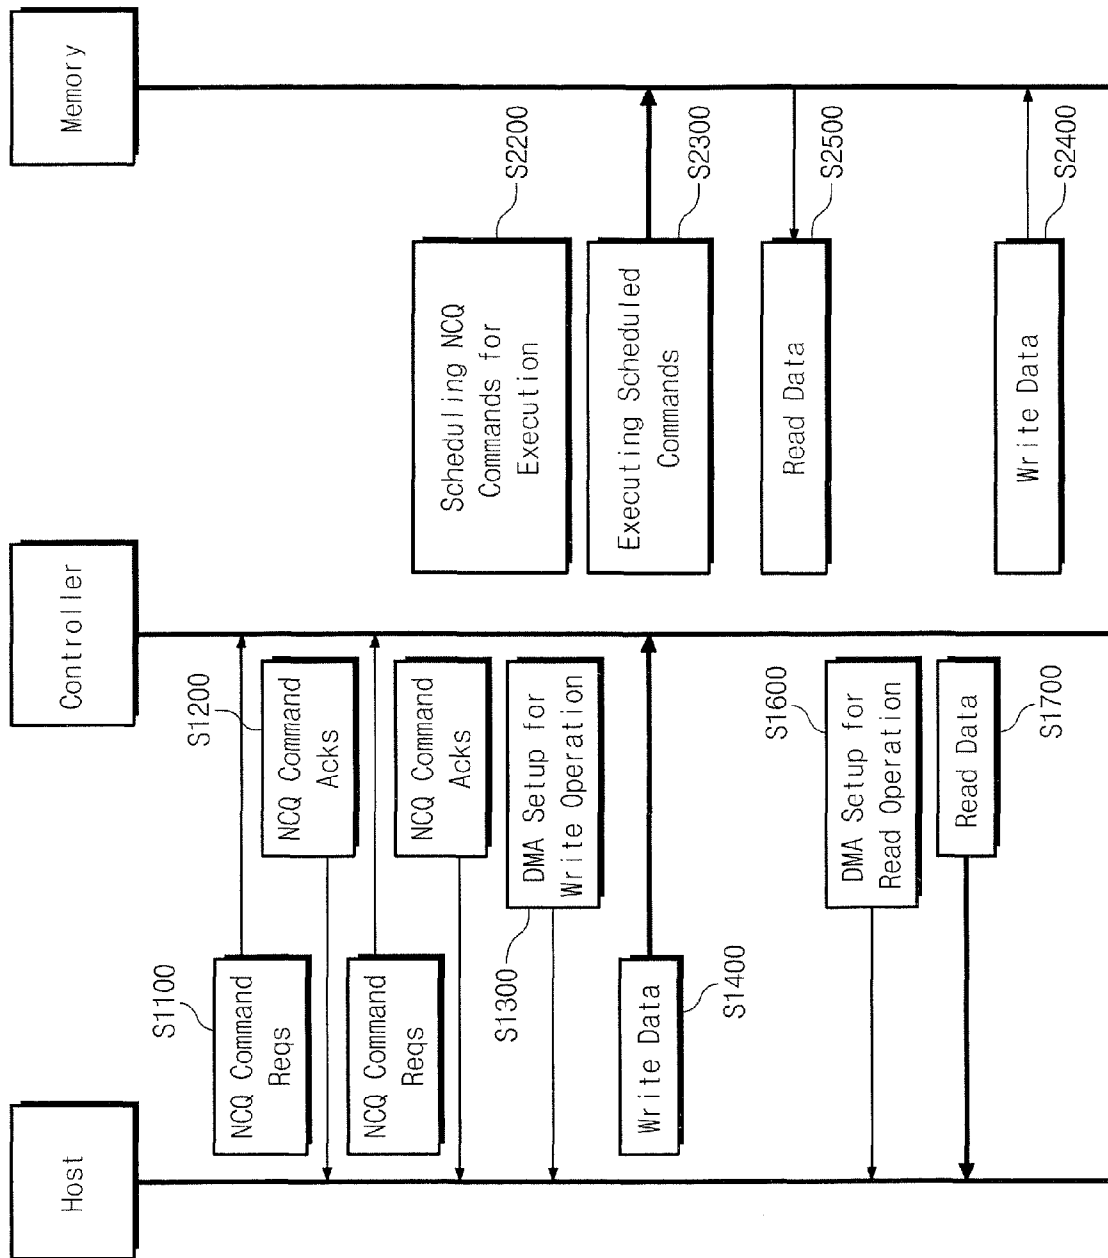 Host
Controller
Memory
S1100
NCQ Command
Reqs
S1200
NCQ Command
Acks
NCQ Command
Reqs
NCQ Command
Acks
Scheduling NCQ
Commands for
Execution
S2200
S1300
DMA Setup for
Write Operation
Write Data
S1400
Executing Scheduled
Commands
S2300
Read Data
S2500
S1600
DMA Setup for
Read Operation
Read Data
S1700
Write Data
S2400